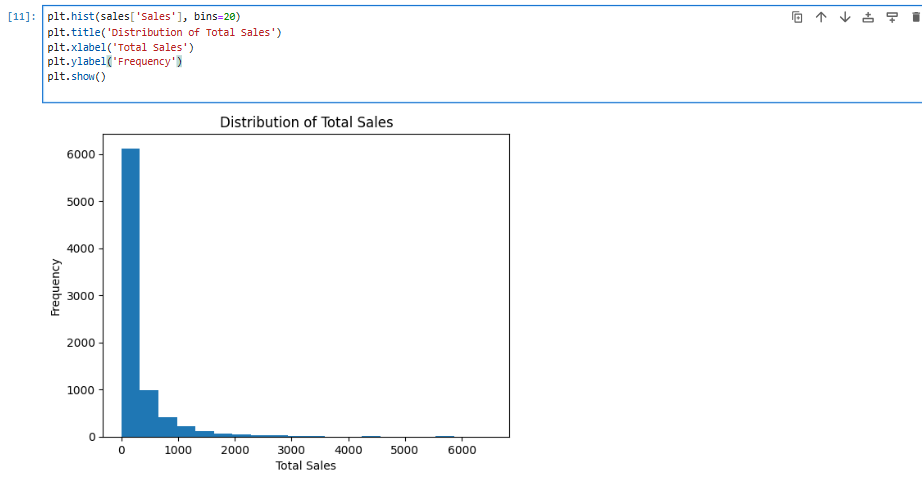 [11]:
plt.hist(sales['Sales'], bins=20)
plt.title('Distribution of Total Sales')
plt.xlabel('Total Sales')
plt.ylabel('Frequency')
plt.show()
Distribution of Total Sales
6000
5000
4000
3000
2000
1000
0
Frequency
0 1000 2000 3000 4000 5000 6000
Total Sales